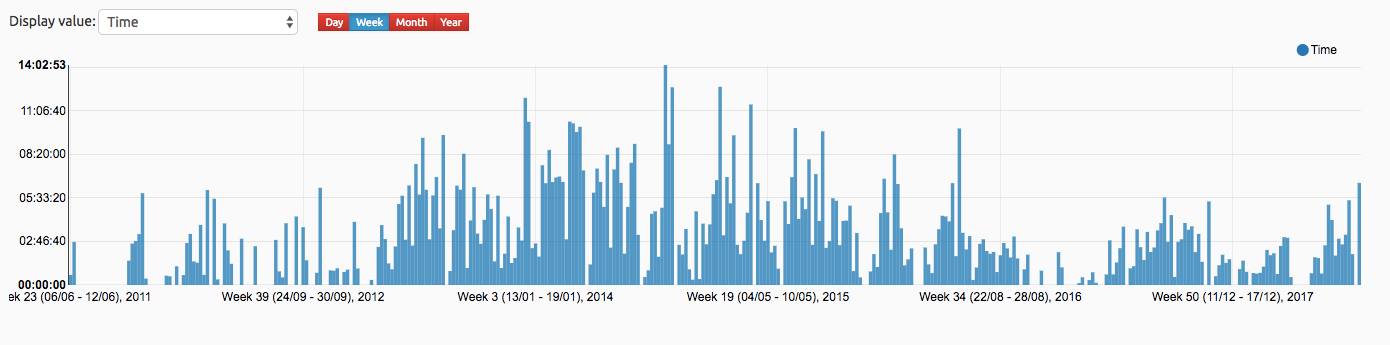 Display value: Time Day Week Month Year
Time
14:02:53
11:06:40
08:20:00
05:33:20
02:46:40
00:00:00
ek 23 (06/06 - 12/06), 2011 Week 39 (24/09 - 30/09), 2012 Week 3 (13/01 - 19/01), 2014 Week 19 (04/05 - 10/05), 2015 Week 34 (22/08 - 28/08), 2016 Week 50 (11/12 - 17/12), 2017